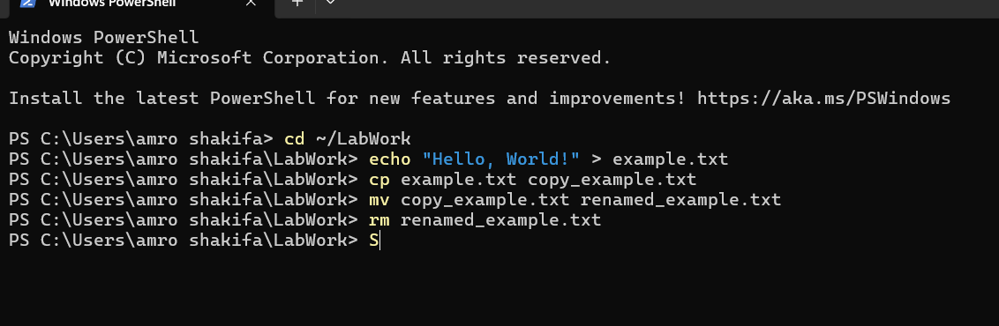 Windows PowerShell
Windows PowerShell
Copyright (C) Microsoft Corporation. All rights reserved.
Install the latest PowerShell for new features and improvements! https://aka.ms/PSWindows
PS C:\Users\amro shakifa> cd ~/LabWork
PS C:\Users\amro shakifa\LabWork> echo "Hello, World!" > example.txt
PS C:\Users\amro shakifa\LabWork> cp example.txt copy_example.txt
PS C:\Users\amro shakifa\LabWork> mv copy_example.txt renamed_example.txt
PS C:\Users\amro shakifa\LabWork> rm renamed_example.txt
PS C:\Users\amro shakifa\LabWork> S